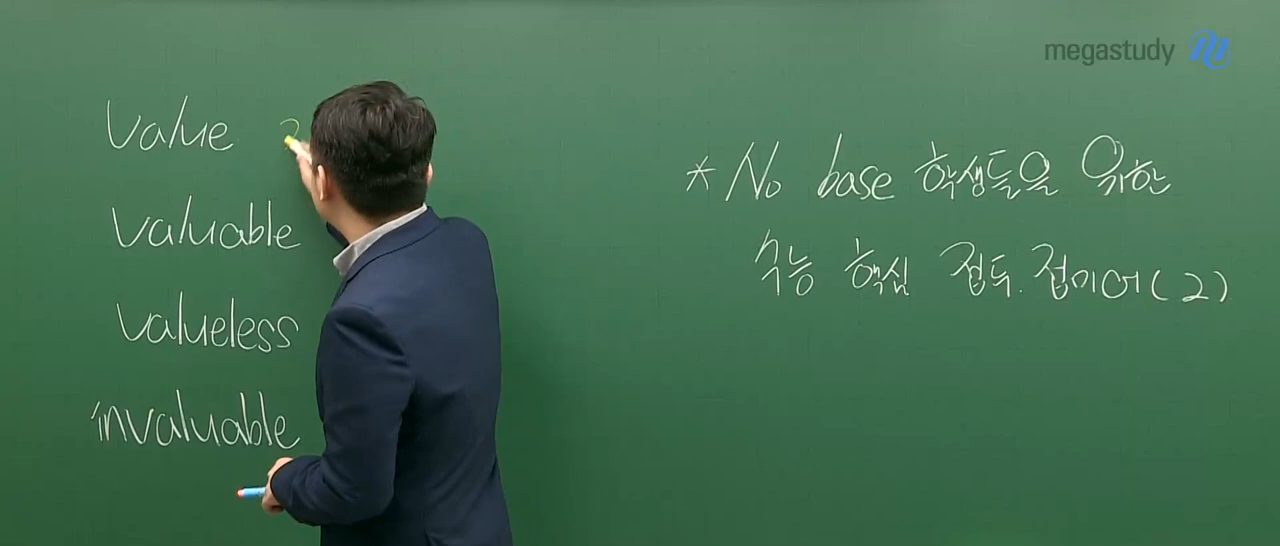 megastudy
value
valuable
valueless
invaluable
* No base 학생들을 위한
수능 핵심 접두.접미어(2)